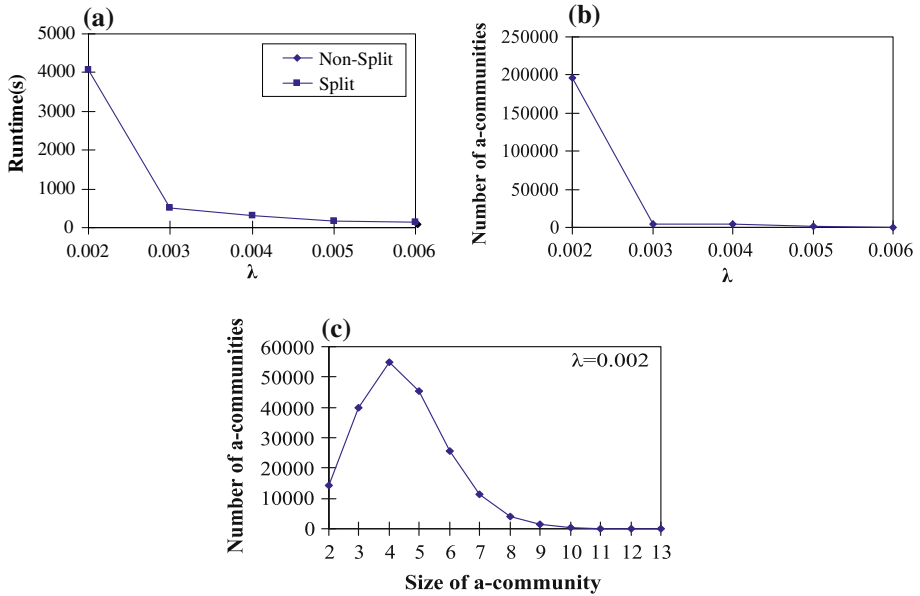 (a)
Runtime(s)
5000
4000
3000
2000
1000
0
Non-Split
Split
0.002 0.003 0.004 0.005 0.006
λ
(b)
Number of a-communities
250000
200000
150000
100000
50000
0
0.002 0.003 0.004 0.005 0.006
λ
(c)
Number of a-communities
60000
50000
40000
30000
20000
10000
0
λ=0.002
2 3 4 5 6 7 8 9 10 11 12 13
Size of a-community